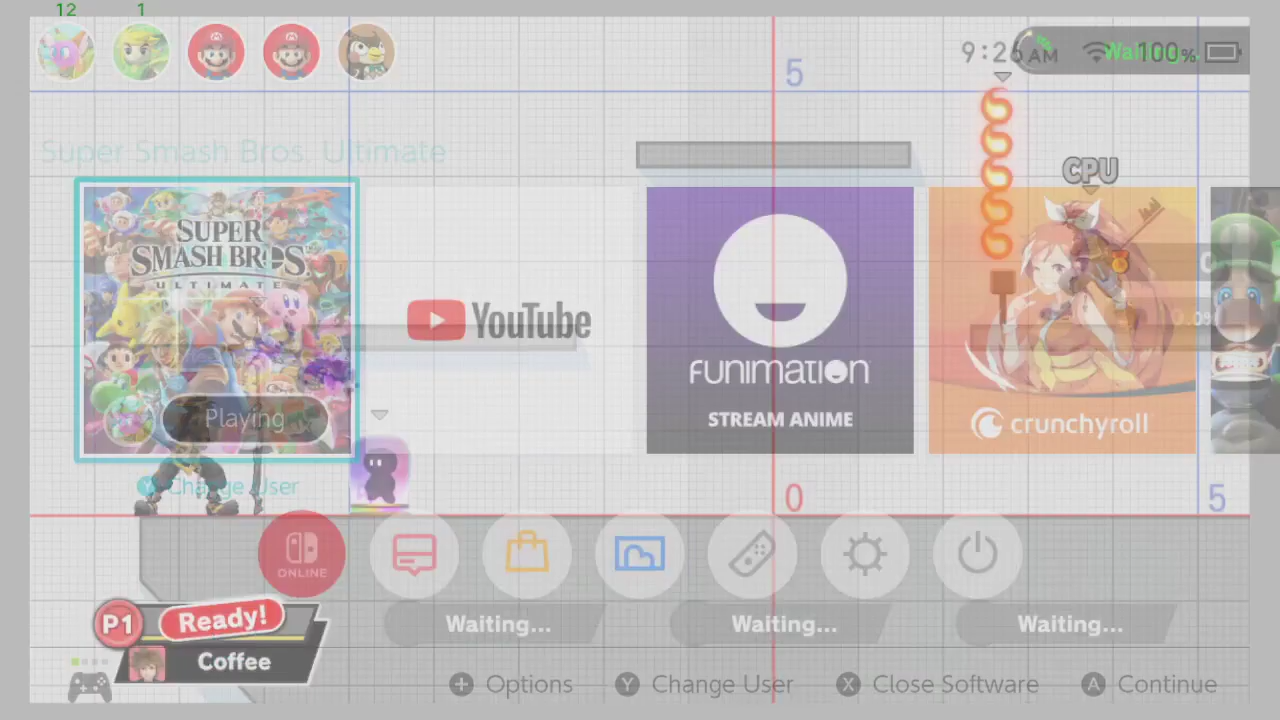 12 1
9:26 AM Waiting... 100%
5
Super Smash Bros. Ultimate
CPU
SUPER
SMASH BROS.
ULTIMATE
YouTube
FUNIMATION
STREAM ANIME
crunchyroll
Playing
Y Change User
0 5
ONLINE
P1 Ready!
Coffee
Waiting... Waiting... Waiting...
+ Options Y Change User X Close Software A Continue